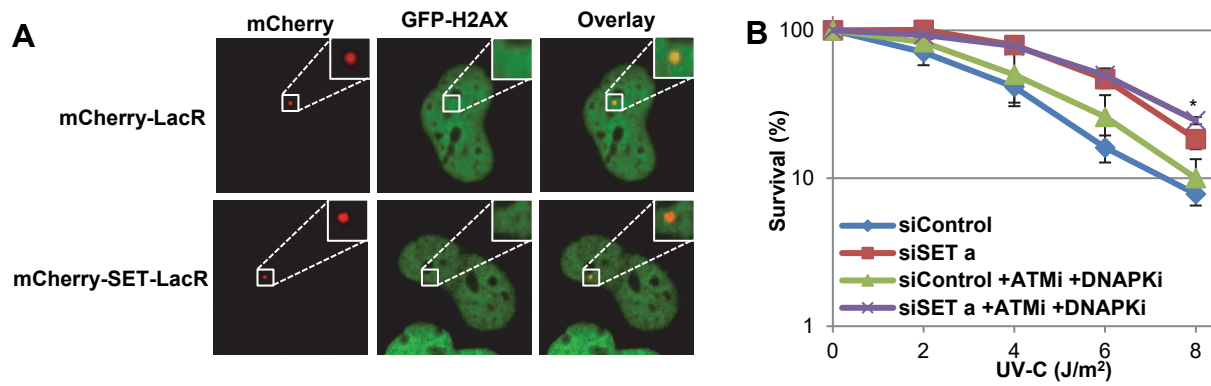 A
mCherry
GFP-H2AX
Overlay
mCherry-LacR
mCherry-SET-LacR
B
Survival (%)
100
10
1
*
siControl
siSET a
siControl +ATMi +DNAPKi
siSET a +ATMi +DNAPKi
0 2 4 6 8
UV-C (J/m²)